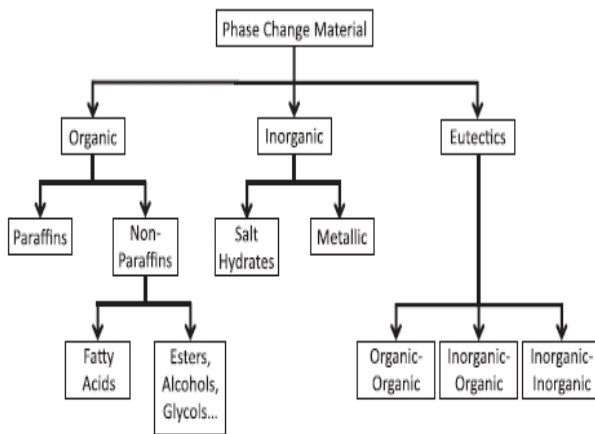 Phase Change Material
Organic
Inorganic
Eutectics
Paraffins
Non-
Paraffins
Salt
Hydrates
Metallic
Fatty
Acids
Esters,
Alcohols,
Glycols...
Organic-
Organic
Inorganic-
Organic
Inorganic-
Inorganic